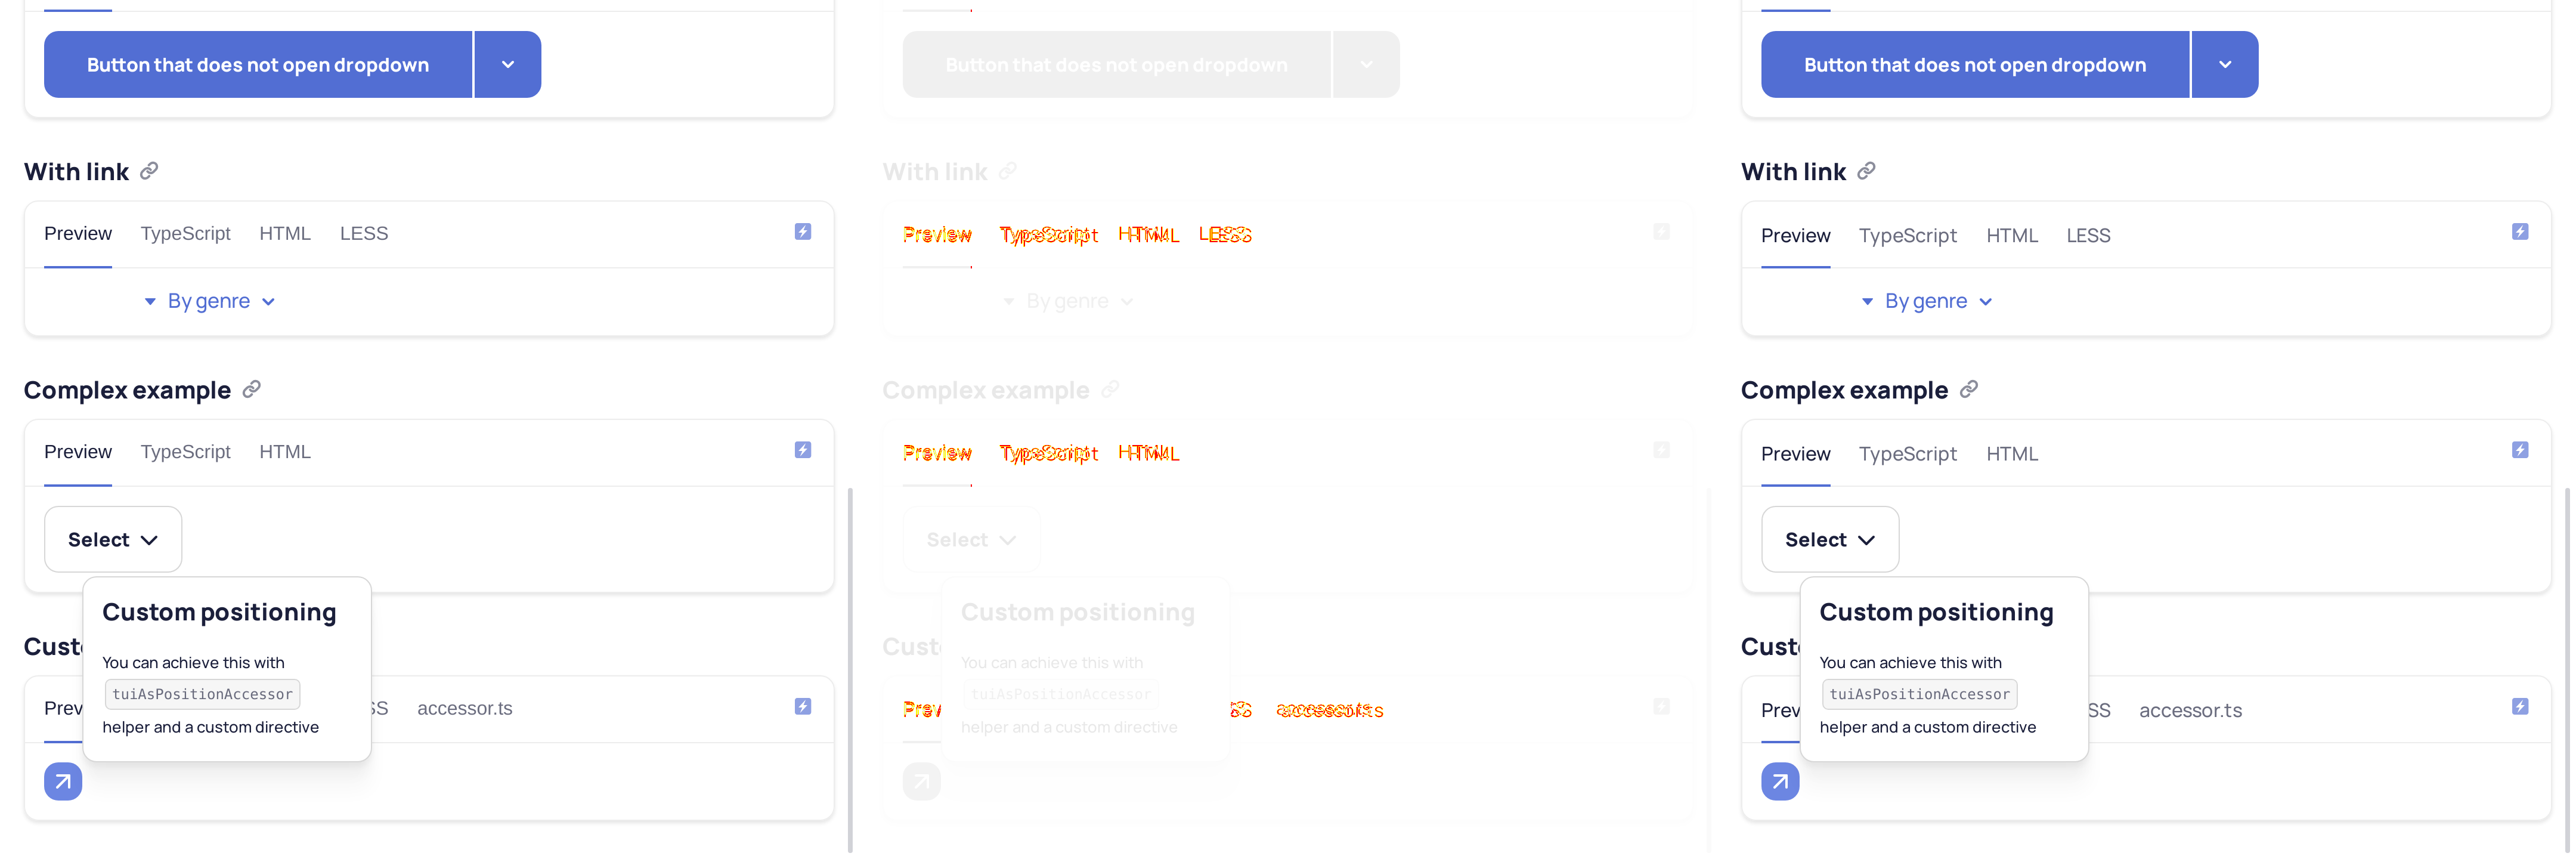 Button that does not open dropdown
With link
Preview TypeScript HTML LESS
By genre
Complex example
Preview TypeScript HTML
Select
Custom positioning
Cust
You can achieve this with
tuiAsPositionAccessor
Prev SS accessor.ts
helper and a custom directive
Button that does not open dropdown
With link
Preview TypeScript HTML LESS
By genre
Complex example
Preview TypeScript HTML
Select
Custom positioning
Cust
You can achieve this with
tuiAsPositionAccessor
Prev SS accessor.ts
helper and a custom directive
Button that does not open dropdown
With link
Preview TypeScript HTML LESS
By genre
Complex example
Preview TypeScript HTML
Select
Custom positioning
Cust
You can achieve this with
tuiAsPositionAccessor
Prev SS accessor.ts
helper and a custom directive